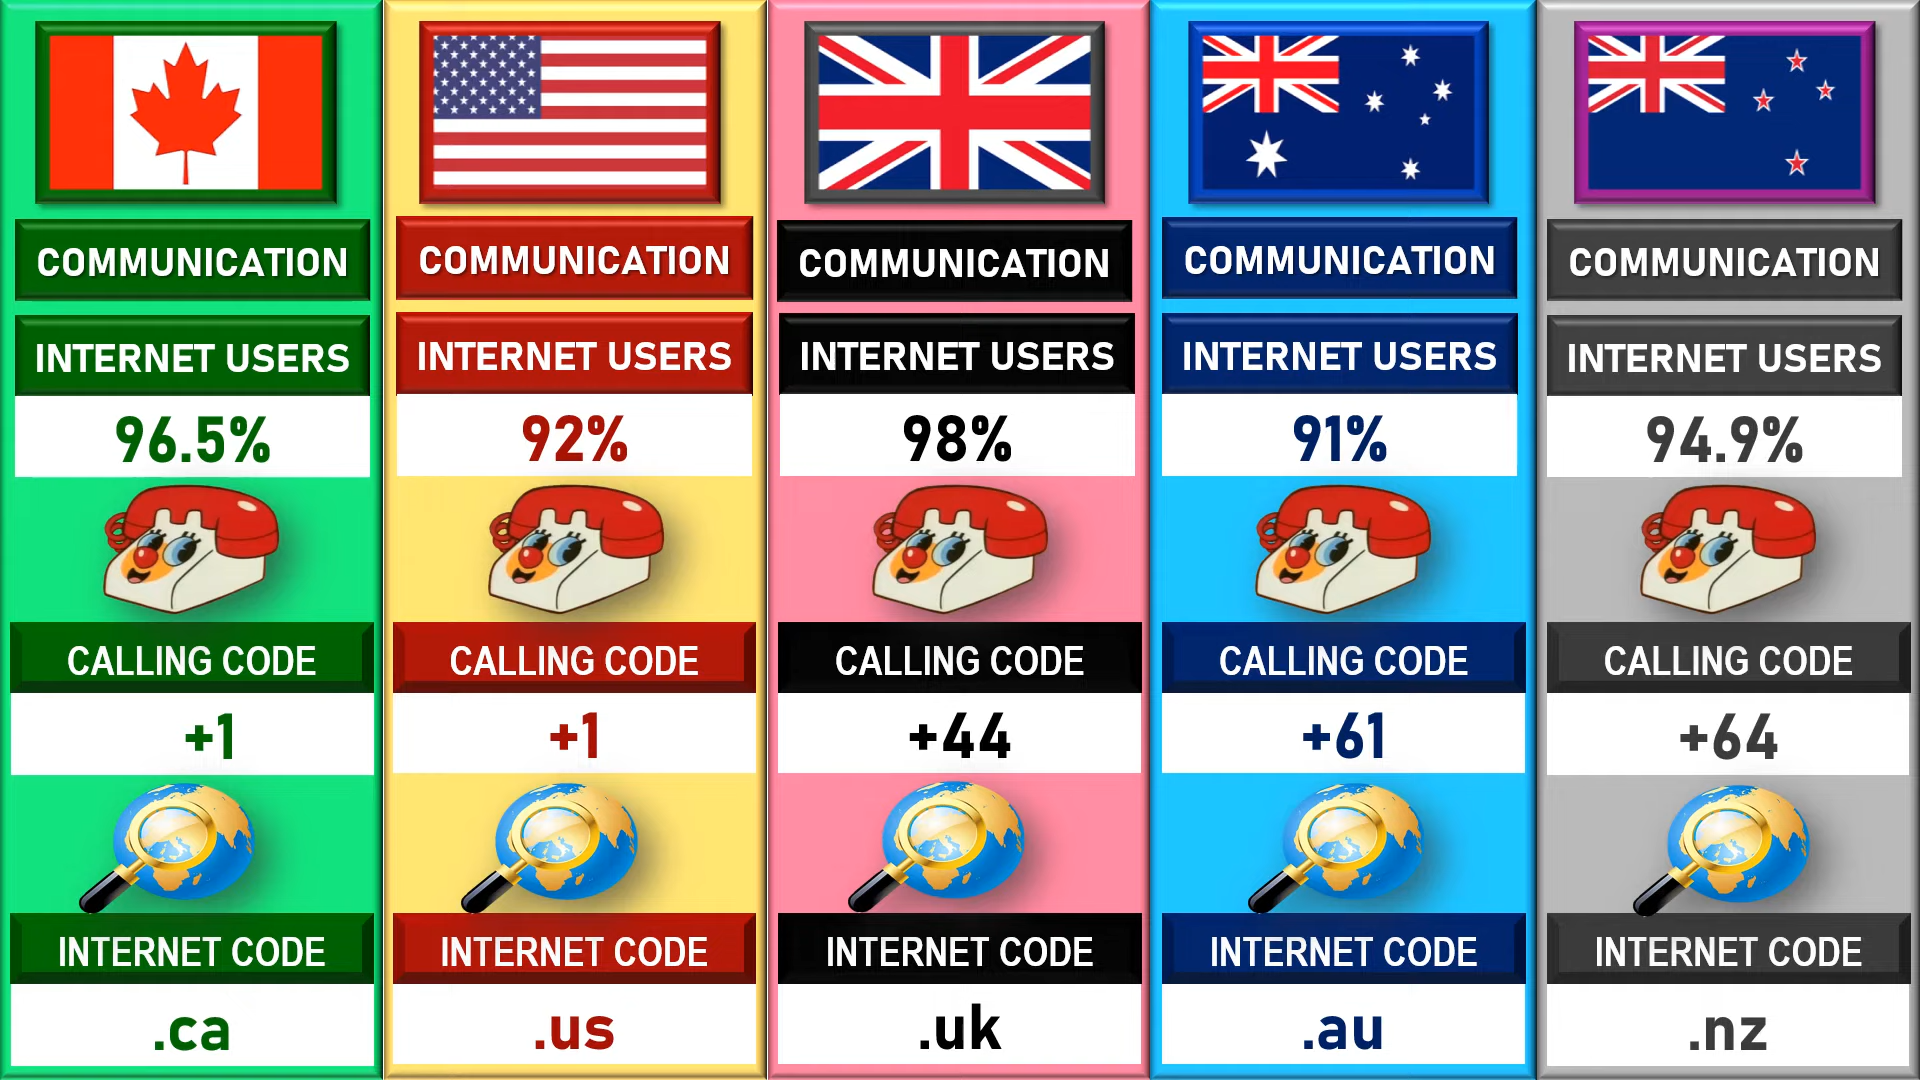 COMMUNICATION
INTERNET USERS
96.5%
CALLING CODE
+1
INTERNET CODE
.ca
COMMUNICATION
INTERNET USERS
92%
CALLING CODE
+1
INTERNET CODE
.us
COMMUNICATION
INTERNET USERS
98%
CALLING CODE
+44
INTERNET CODE
.uk
COMMUNICATION
INTERNET USERS
91%
CALLING CODE
+61
INTERNET CODE
.au
COMMUNICATION
INTERNET USERS
94.9%
CALLING CODE
+64
INTERNET CODE
.nz